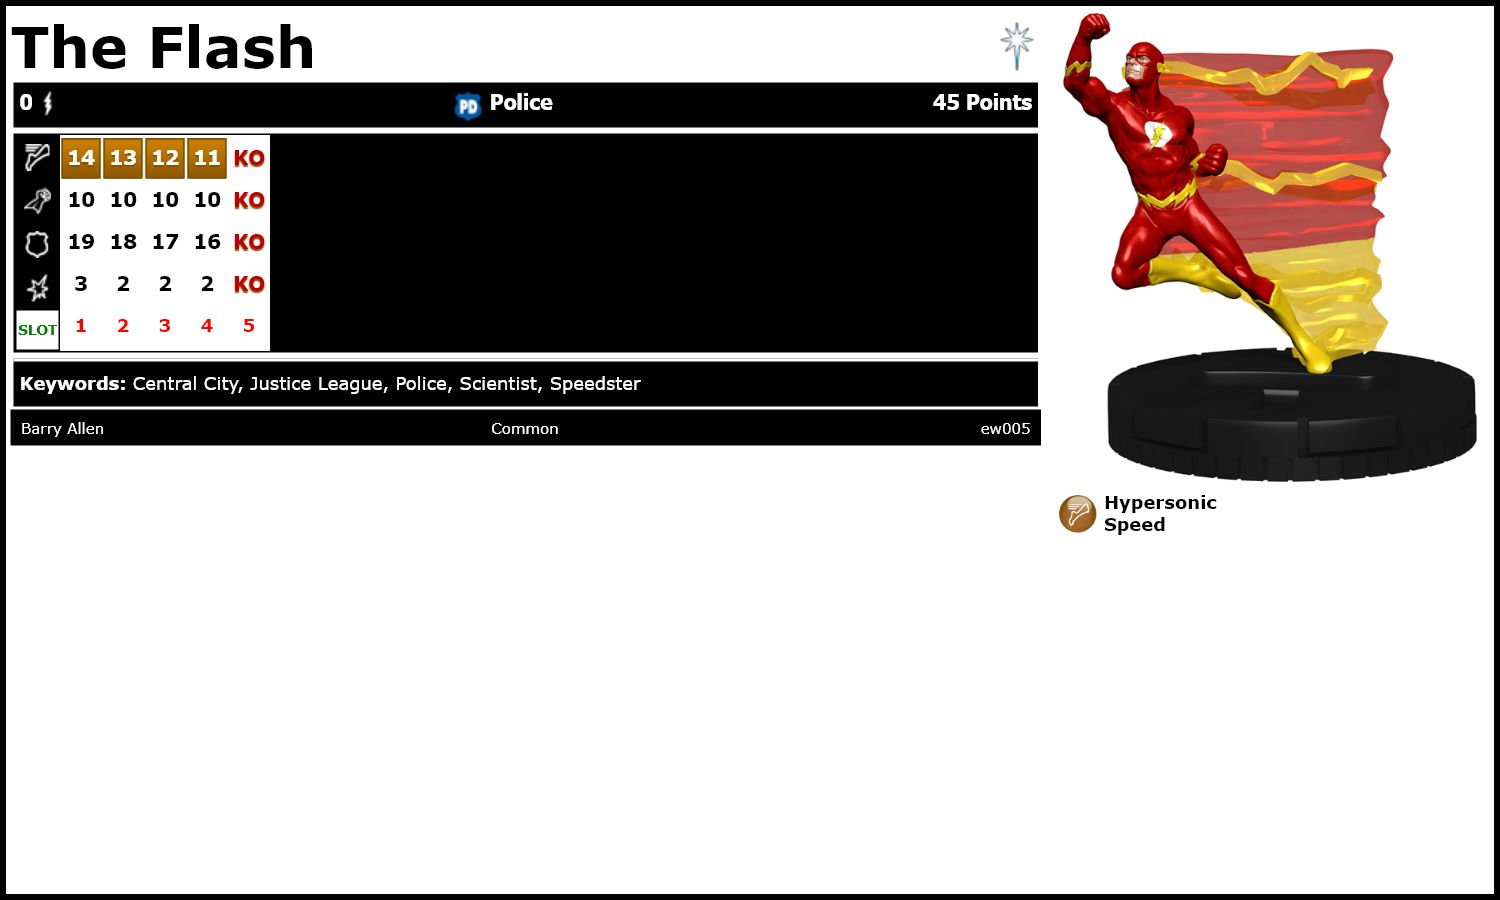 The Flash
0 PD Police 45 Points
14 13 12 11 KO
10 10 10 10 KO
19 18 17 16 KO
3 2 2 2 KO
SLOT 1 2 3 4 5
Keywords: Central City, Justice League, Police, Scientist, Speedster
Barry Allen Common ew005
Hypersonic
Speed